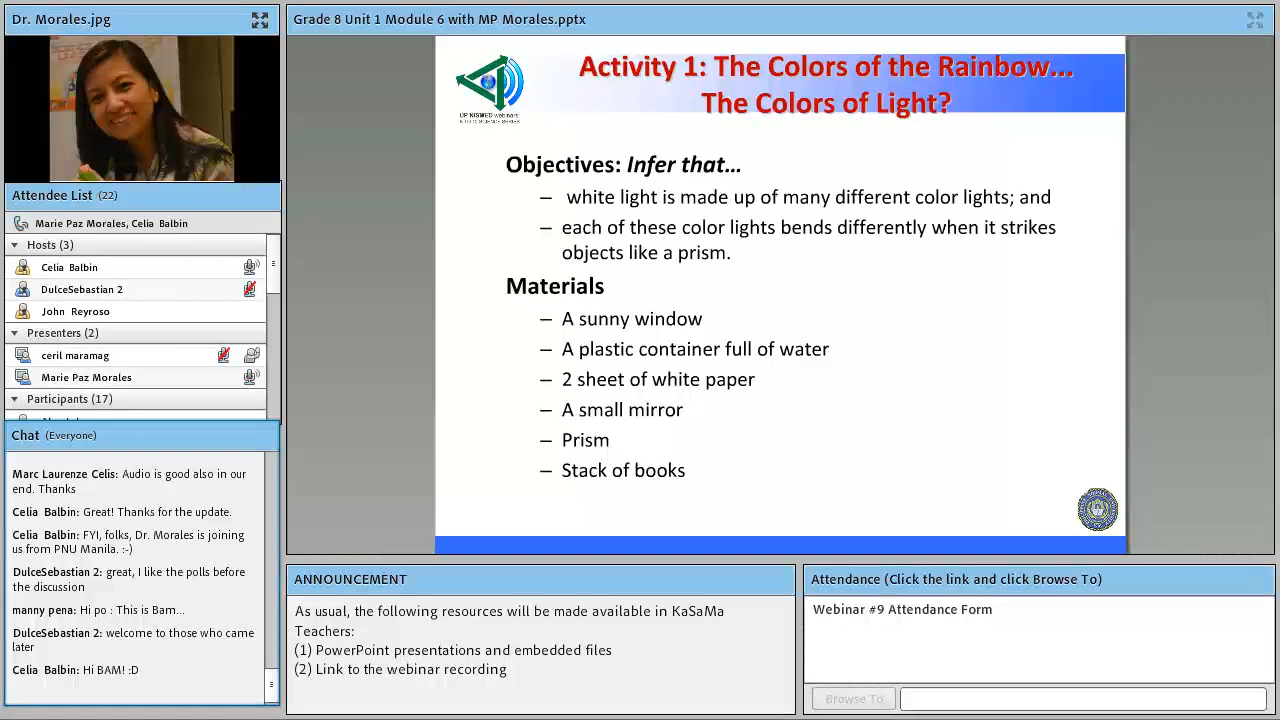 Dr. Morales.jpg
Attendee List (22)
Marie Paz Morales, Celia Balbin
Hosts (3)
Celia Balbin
DulceSebastian 2
John Reyroso
Presenters (2)
ceril maramag
Marie Paz Morales
Participants (17)
Chat (Everyone)
Marc Laurenze Celis: Audio is good also in our
end. Thanks
Celia Balbin: Great! Thanks for the update.
Celia Balbin: FYI, folks, Dr. Morales is joining
us from PNU Manila. :-)
DulceSebastian 2: great, I like the polls before
the discussion
manny pena: Hi po : This is Bam...
DulceSebastian 2: welcome to those who came
later
Celia Balbin: Hi BAM! :D
Grade 8 Unit 1 Module 6 with MP Morales.pptx
UP NISMED webinars:
K TO 12 SCIENCE SERIES
Activity 1: The Colors of the Rainbow...
The Colors of Light?
Objectives: Infer that...
– white light is made up of many different color lights; and
– each of these color lights bends differently when it strikes
objects like a prism.
Materials
– A sunny window
– A plastic container full of water
– 2 sheet of white paper
– A small mirror
– Prism
– Stack of books
ANNOUNCEMENT
As usual, the following resources will be made available in KaSaMa
Teachers:
(1) PowerPoint presentations and embedded files
(2) Link to the webinar recording
Attendance (Click the link and click Browse To)
Webinar #9 Attendance Form
Browse To